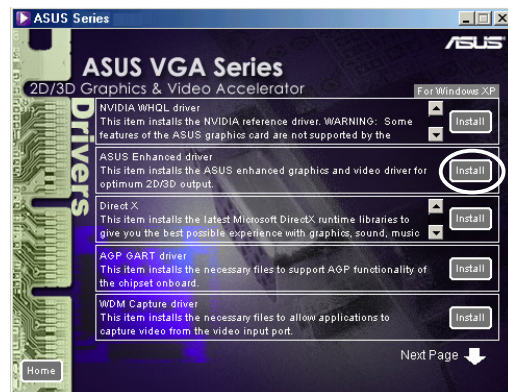 ASUS Series
ASUS
ASUS VGA Series
2D/3D Graphics & Video Accelerator
For Windows XP
Drivers
NVIDIA WHQL driver
This item installs the NVIDIA reference driver. WARNING: Some
features of the ASUS graphics card are not supported by the
Install
ASUS Enhanced driver
This item installs the ASUS enhanced graphics and video driver for
optimum 2D/3D output.
Install
Direct X
This item installs the latest Microsoft DirectX runtime libraries to
give you the best possible experience with graphics, sound, music
Install
AGP GART driver
This item installs the necessary files to support AGP functionality of
the chipset onboard.
Install
WDM Capture driver
This item installs the necessary files to allow applications to
capture video from the video input port.
Install
Next Page
Home